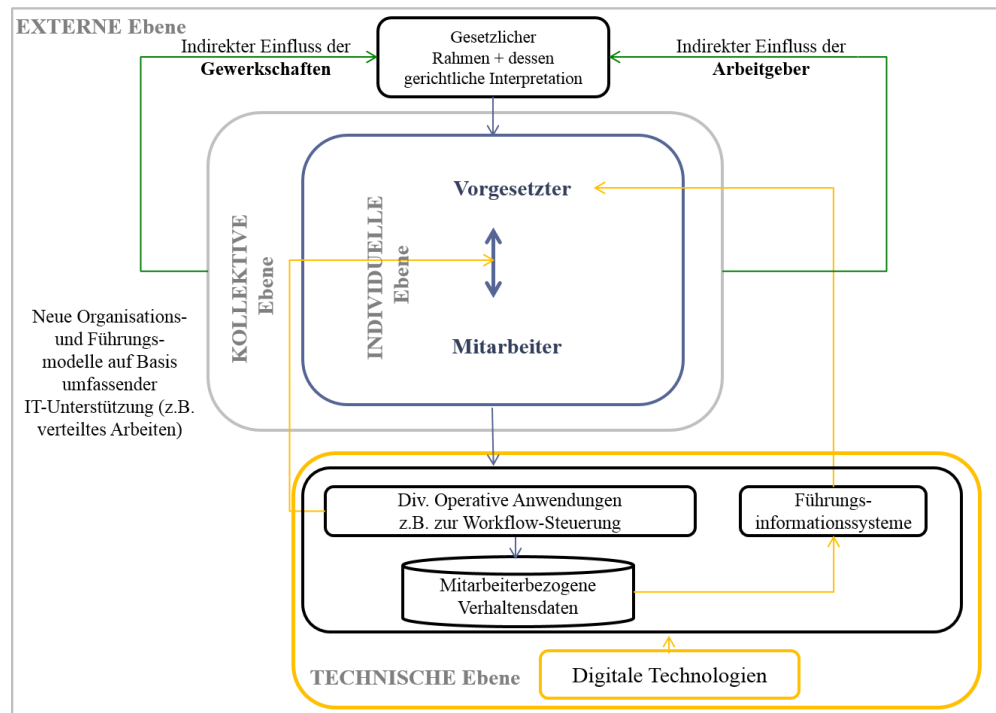 EXTERNE Ebene
Indirekter Einfluss der
Gewerkschaften
Gesetzlicher
Rahmen + dessen
gerichtliche Interpretation
Indirekter Einfluss der
Arbeitgeber
KOLLEKTIVE
Ebene
INDIVIDUELLE
Ebene
Vorgesetzter
Mitarbeiter
Neue Organisations-
und Führungs-
modelle auf Basis
umfassender
IT-Unterstützung (z.B.
verteiltes Arbeiten)
Div. Operative Anwendungen
z.B. zur Workflow-Steuerung
Führungs-
informationssysteme
Mitarbeiterbezogene
Verhaltensdaten
TECHNISCHE Ebene
Digitale Technologien